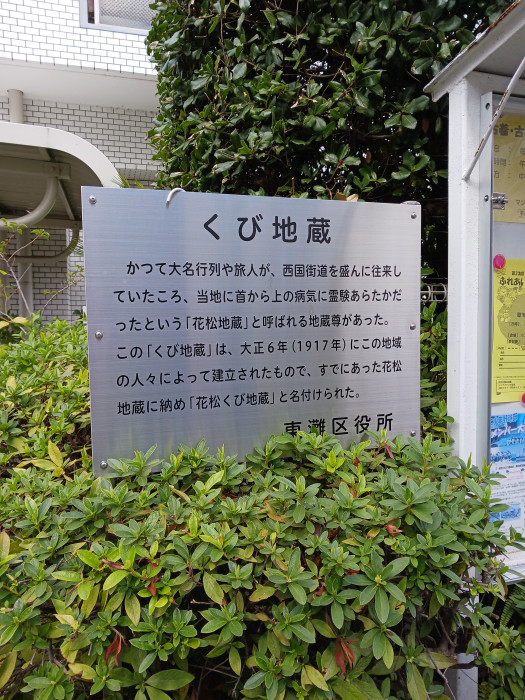 くび地蔵
かつて大名行列や旅人が、西国街道を盛んに往来し
ていたころ、当地に首から上の病気に霊験あらたかだ
ったという「花松地蔵」と呼ばれる地蔵尊があった。
この「くび地蔵」は、大正6年(1917年)にこの地域
の人々によって建立されたもので、すでにあった花松
地蔵に納め「花松くび地蔵」と名付けられた。
東灘区役所